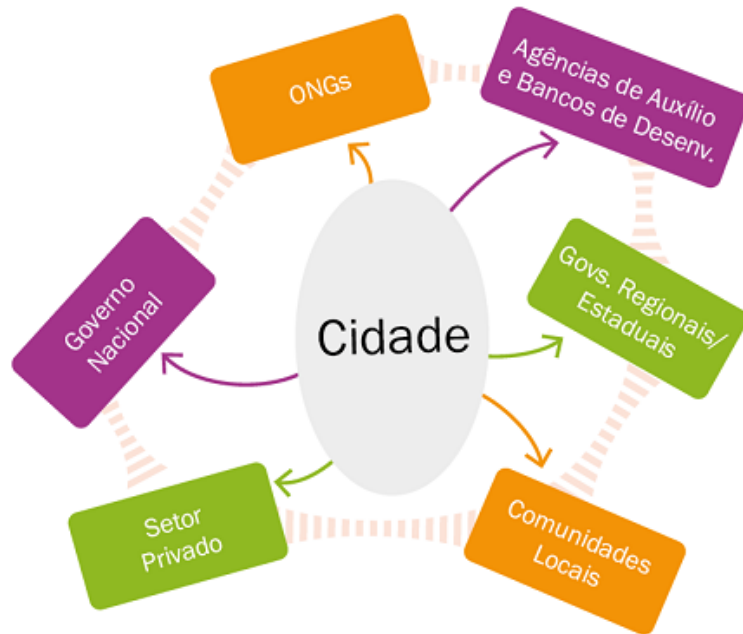 ONGs
Agências de Auxílio
e Bancos de Desenv.
Governo
Nacional
Cidade
Govs. Regionais/
Estaduais
Setor
Privado
Comunidades
Locais